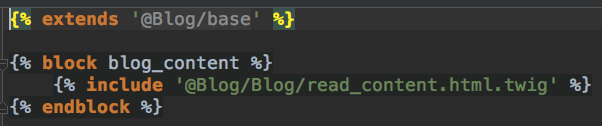 {% extends '@Blog/base' %}
{% block blog_content %}
{% include '@Blog/Blog/read_content.html.twig' %}
{% endblock %}